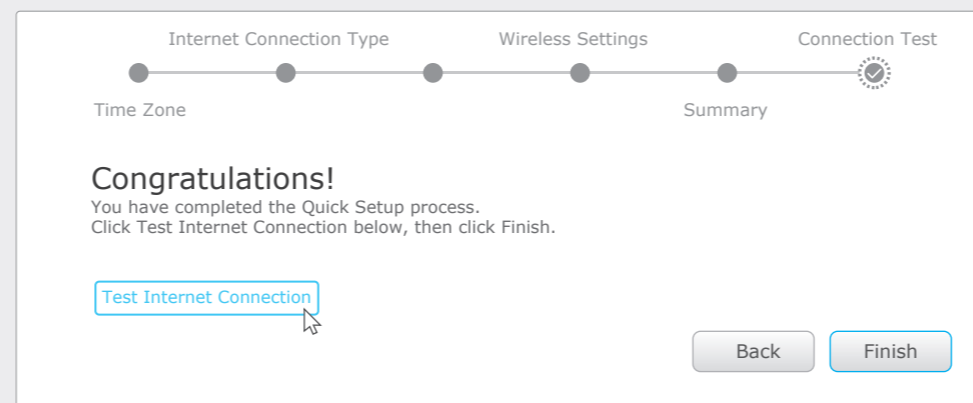 Internet Connection Type
Wireless Settings
Connection Test
Time Zone
Summary
Congratulations!
You have completed the Quick Setup process.
Click Test Internet Connection below, then click Finish.
Test Internet Connection
Back
Finish